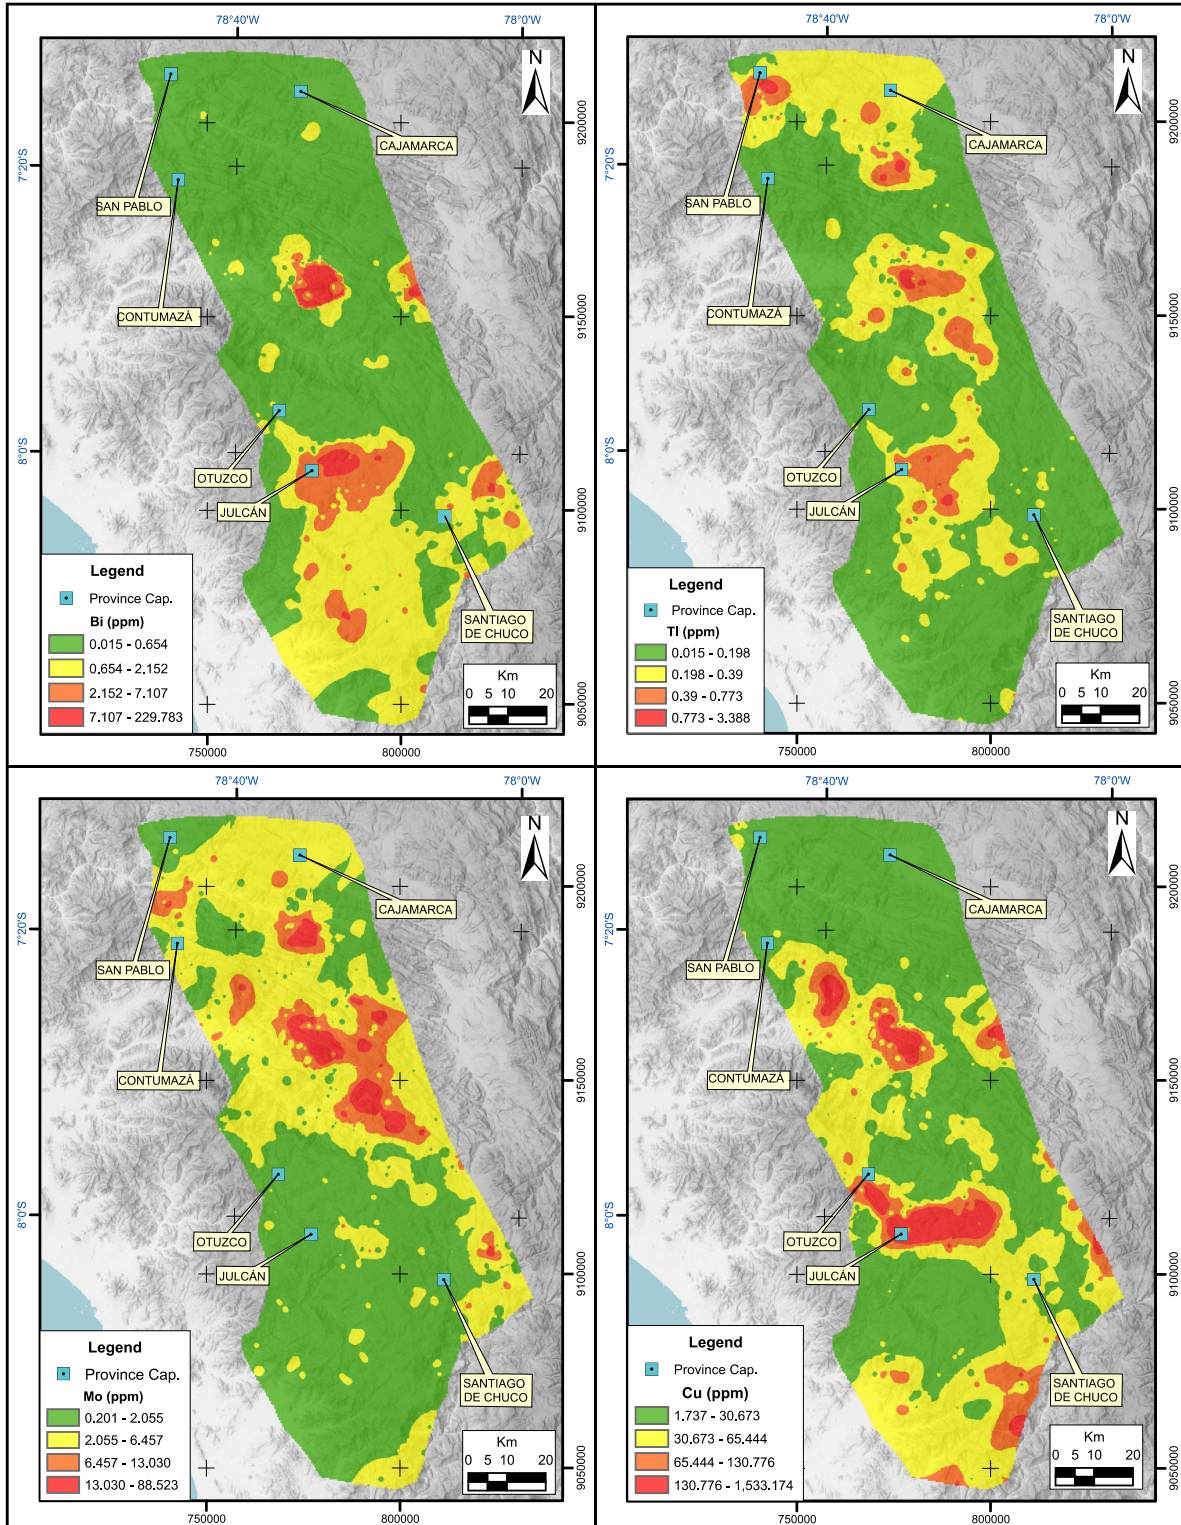 78°40'W
78°0'W
N
CAJAMARCA
9200000
7°20'S
SAN PABLO
CONTUMAZÁ
9150000
OTUZCO
8°0'S
JULCÁN
9100000
Legend
Province Cap.
Bi (ppm)
0.015 - 0.654
0.654 - 2.152
2.152 - 7.107
7.107 - 229.783
SANTIAGO
DE CHUCO
Km
0 5 10 20
9050000
750000
800000
78°40'W
78°0'W
N
CAJAMARCA
9200000
7°20'S
SAN PABLO
CONTUMAZÁ
9150000
OTUZCO
8°0'S
JULCÁN
9100000
Legend
Province Cap.
Tl (ppm)
0.015 - 0.198
0.198 - 0.39
0.39 - 0.773
0.773 - 3.388
SANTIAGO
DE CHUCO
Km
0 5 10 20
9050000
750000
800000
78°40'W
78°0'W
N
CAJAMARCA
9200000
7°20'S
SAN PABLO
CONTUMAZÁ
9150000
OTUZCO
8°0'S
JULCÁN
9100000
Legend
Province Cap.
Mo (ppm)
0.201 - 2.055
2.055 - 6.457
6.457 - 13.030
13.030 - 88.523
SANTIAGO
DE CHUCO
Km
0 5 10 20
9050000
750000
800000
78°40'W
78°0'W
N
CAJAMARCA
9200000
7°20'S
SAN PABLO
CONTUMAZÁ
9150000
OTUZCO
8°0'S
JULCÁN
9100000
Legend
Province Cap.
Cu (ppm)
1.737 - 30.673
30.673 - 65.444
65.444 - 130.776
130.776 - 1,533.174
SANTIAGO
DE CHUCO
Km
0 5 10 20
9050000
750000
800000